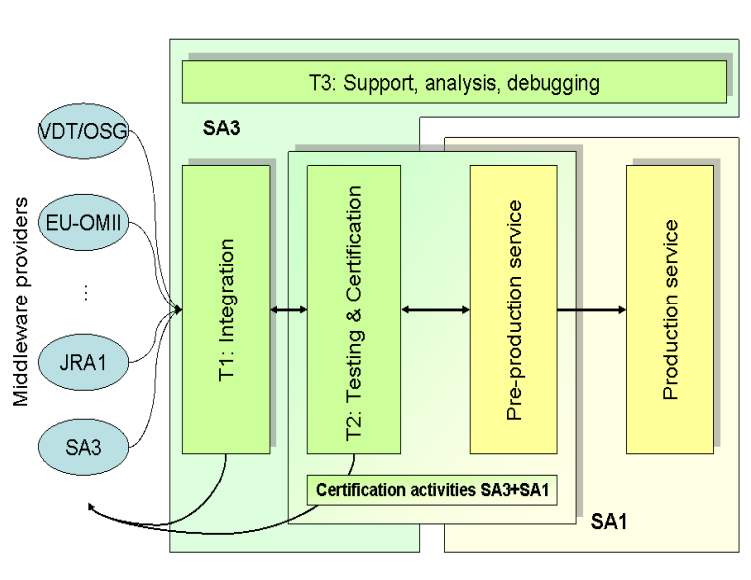 T3: Support, analysis, debugging
SA3
VDT/OSG
EU-OMII
...
JRA1
SA3
Middleware providers
T1: Integration
T2: Testing & Certification
Pre-production service
Production service
Certification activities SA3+SA1
SA1